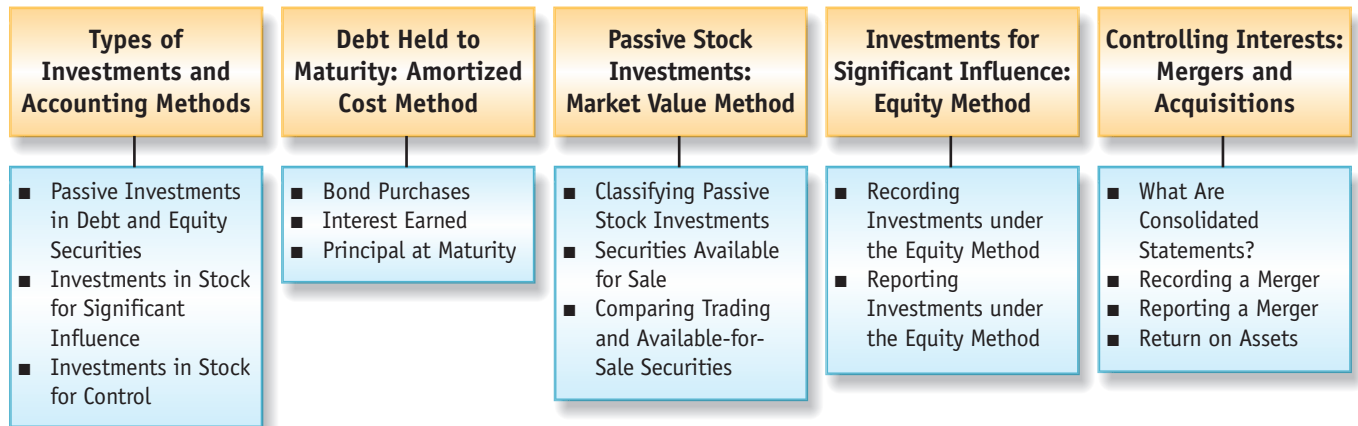 Types of
Investments and
Accounting Methods
■ Passive Investments
in Debt and Equity
Securities
■ Investments in Stock
for Significant
Influence
■ Investments in Stock
for Control
Debt Held to
Maturity: Amortized
Cost Method
■ Bond Purchases
■ Interest Earned
■ Principal at Maturity
Passive Stock
Investments:
Market Value Method
■ Classifying Passive
Stock Investments
■ Securities Available
for Sale
■ Comparing Trading
and Available-for-
Sale Securities
Investments for
Significant Influence:
Equity Method
■ Recording
Investments under
the Equity Method
■ Reporting
Investments under
the Equity Method
Controlling Interests:
Mergers and
Acquisitions
■ What Are
Consolidated
Statements?
■ Recording a Merger
■ Reporting a Merger
■ Return on Assets